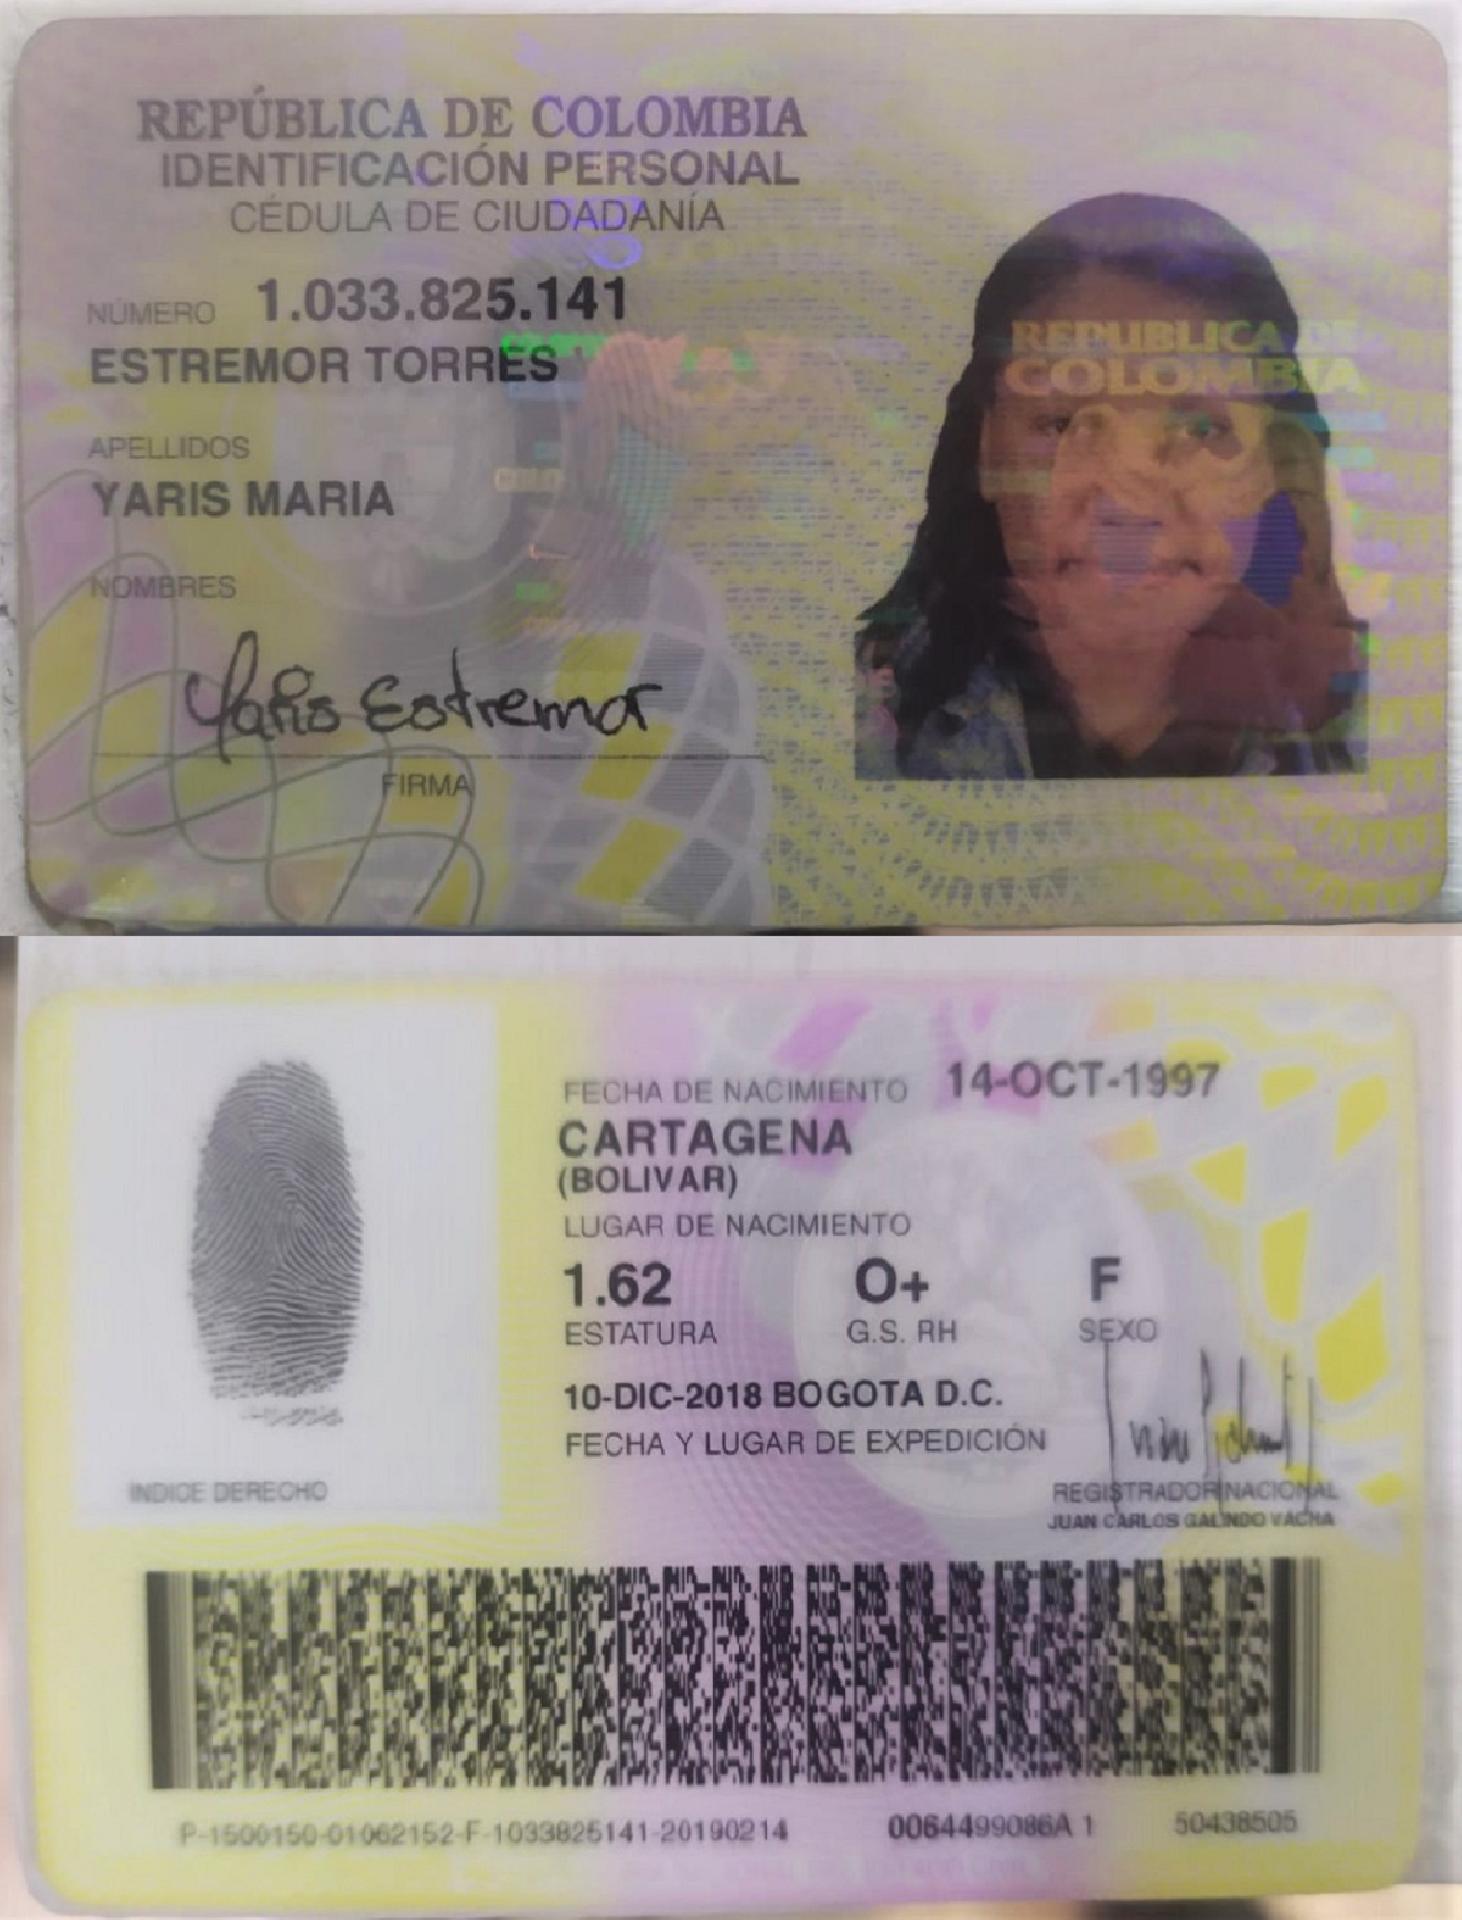 REPÚBLICA DE COLOMBIA
IDENTIFICACIÓN PERSONAL
CÉDULA DE CIUDADANÍA
NÚMERO 1.033.825.141
ESTREMOR TORRES
APELLIDOS
YARIS MARIA
NOMBRES
Yaris Estremor
FIRMA
REPUBLICA DE
COLOMBIA
FECHA DE NACIMIENTO 14-OCT-1997
CARTAGENA
(BOLIVAR)
LUGAR DE NACIMIENTO
1.62 O+ F
ESTATURA G.S. RH SEXO
10-DIC-2018 BOGOTA D.C.
FECHA Y LUGAR DE EXPEDICIÓN
INDICE DERECHO
REGISTRADOR NACIONAL
JUAN CARLOS GALINDO VACHA
P-1500150-01062152-F-1033825141-20190214 0064499086A 1 50438505